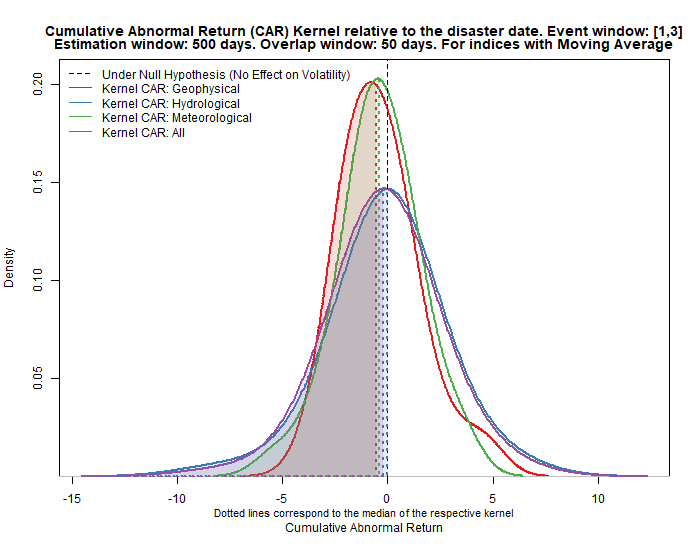 Cumulative Abnormal Return (CAR) Kernel relative to the disaster date. Event window: [1,3]
Estimation window: 500 days. Overlap window: 50 days. For indices with Moving Average
Under Null Hypothesis (No Effect on Volatility)
Kernel CAR: Geophysical
Kernel CAR: Hydrological
Kernel CAR: Meteorological
Kernel CAR: All
0.20
0.15
0.10
0.05
Density
-15 -10 -5 0 5 10
Dotted lines correspond to the median of the respective kernel
Cumulative Abnormal Return